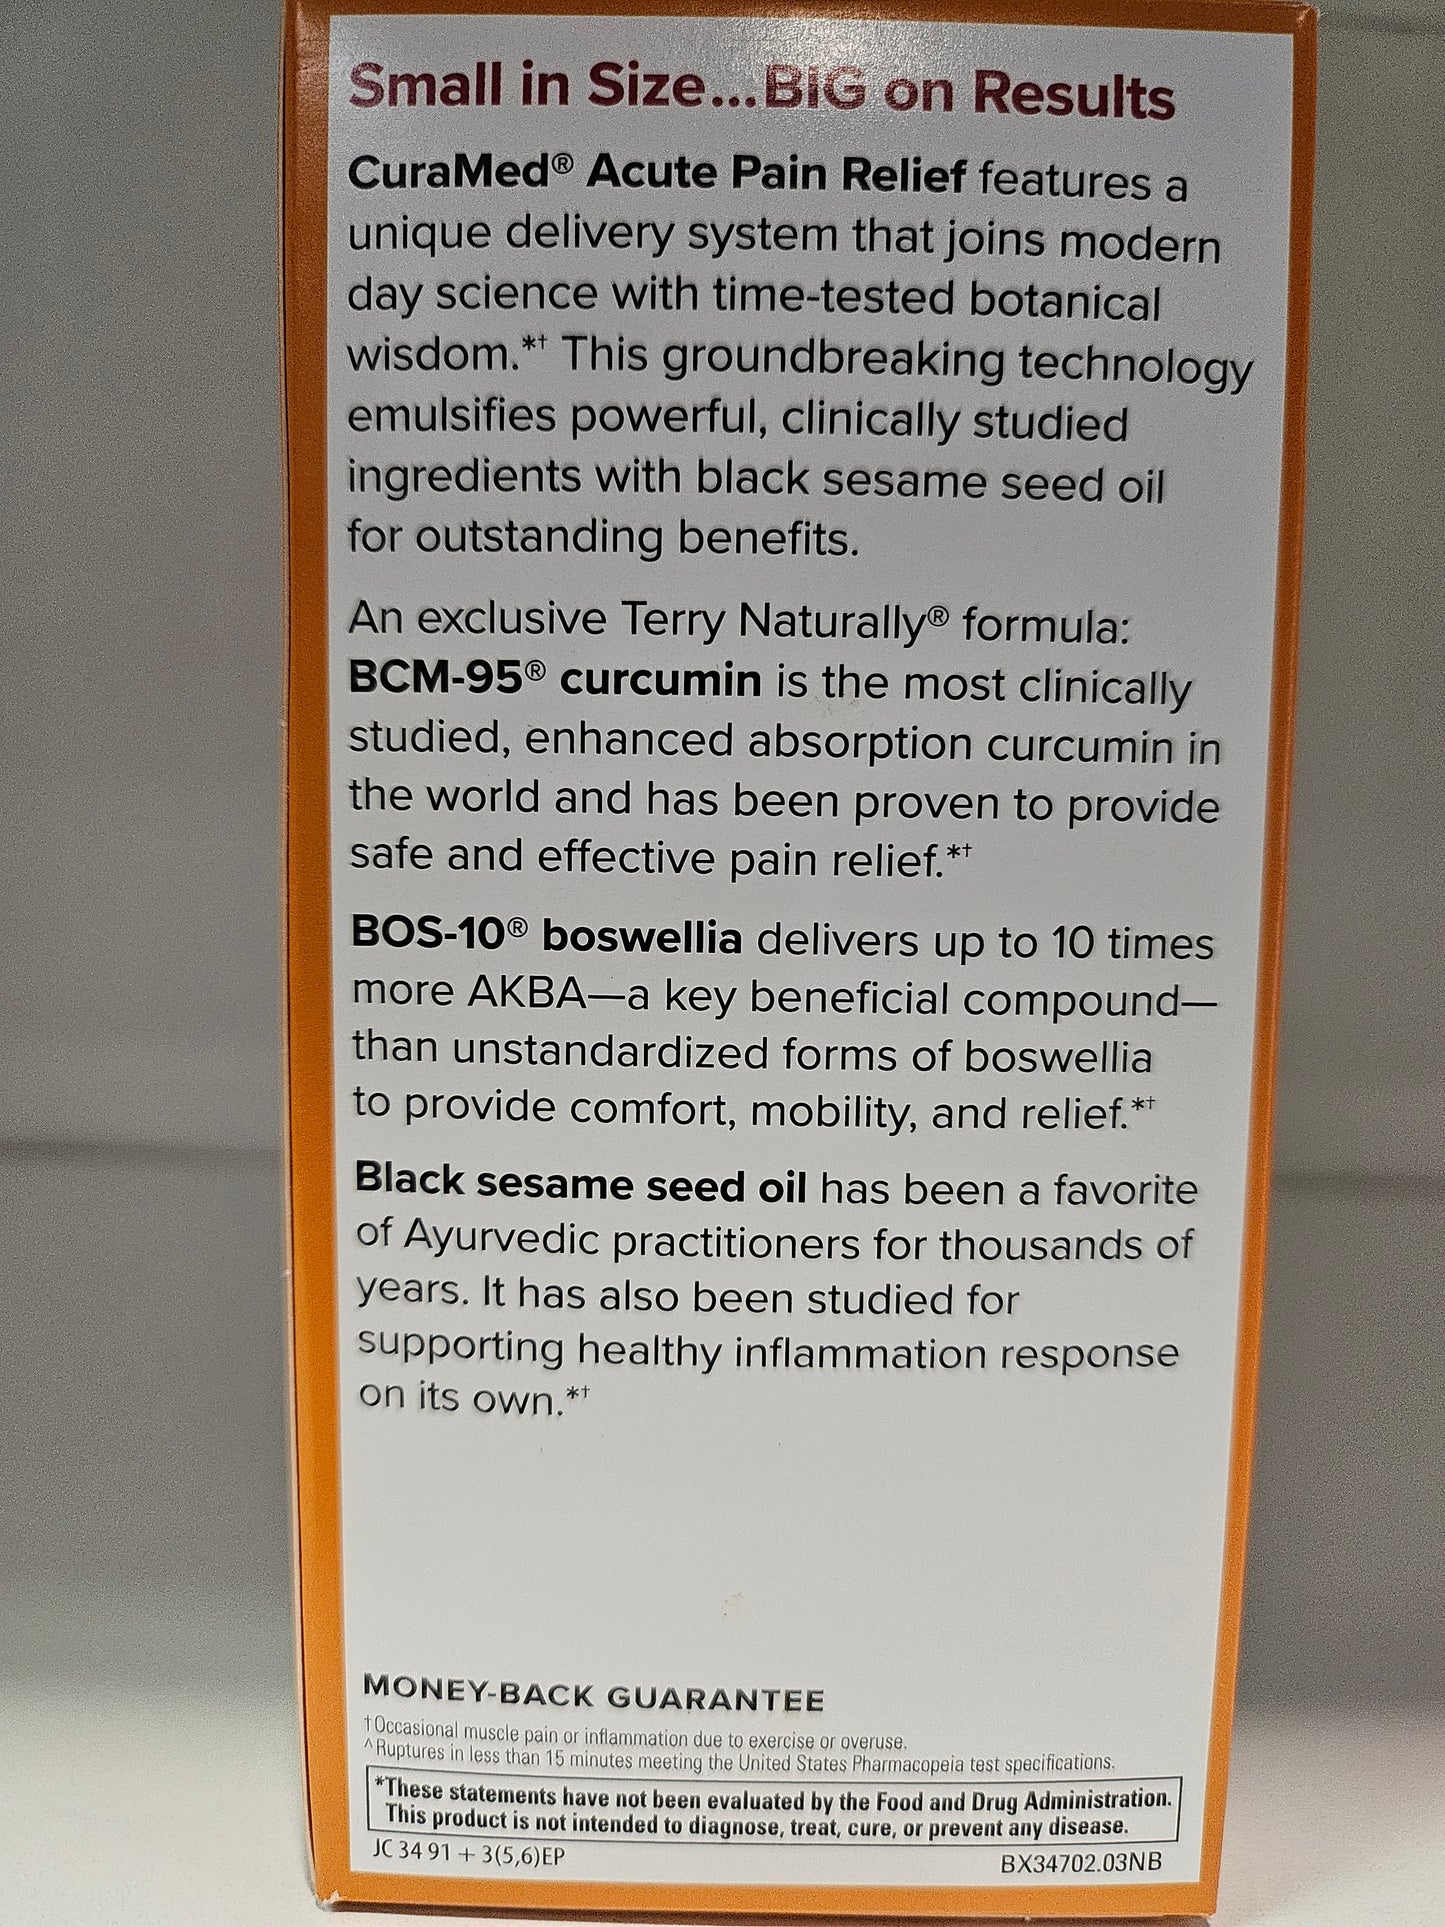 Small in Size...BIG on Results
CuraMed® Acute Pain Relief features a
unique delivery system that joins modern
day science with time-tested botanical
wisdom.*† This groundbreaking technology
emulsifies powerful, clinically studied
ingredients with black sesame seed oil
for outstanding benefits.
An exclusive Terry Naturally® formula:
BCM-95® curcumin is the most clinically
studied, enhanced absorption curcumin in
the world and has been proven to provide
safe and effective pain relief.*†
BOS-10® boswellia delivers up to 10 times
more AKBA—a key beneficial compound—
than unstandardized forms of boswellia
to provide comfort, mobility, and relief.*†
Black sesame seed oil has been a favorite
of Ayurvedic practitioners for thousands of
years. It has also been studied for
supporting healthy inflammation response
on its own.*†
MONEY-BACK GUARANTEE
†Occasional muscle pain or inflammation due to exercise or overuse.
^Ruptures in less than 15 minutes meeting the United States Pharmacopeia test specifications.
*These statements have not been evaluated by the Food and Drug Administration.
This product is not intended to diagnose, treat, cure, or prevent any disease.
JC 34 91 + 3(5,6)EP
BX34702.03NB